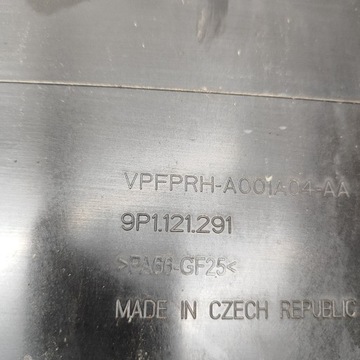 VPFPRH-A001A04-AA
9P1.121.291
>PA66-GF25<
MADE IN CZECH REPUBLIC